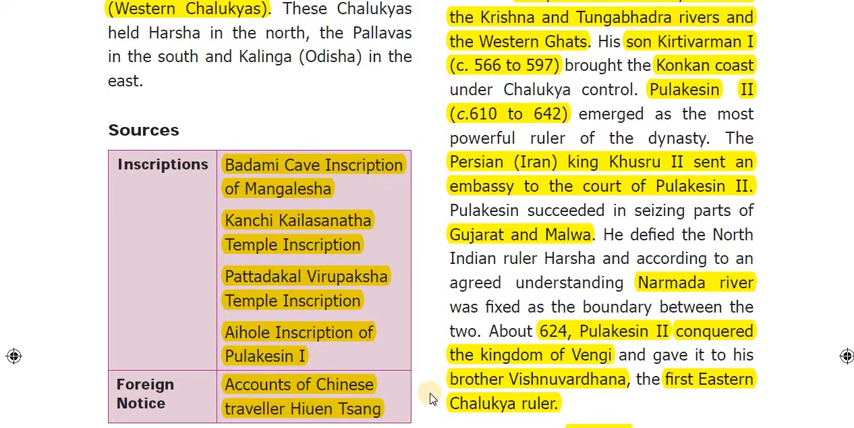 (Western Chalukyas). These Chalukyas
held Harsha in the north, the Pallavas
in the south and Kalinga (Odisha) in the
east.
Sources
Inscriptions
Badami Cave Inscription
of Mangalesha
Kanchi Kailasanatha
Temple Inscription
Pattadakal Virupaksha
Temple Inscription
Aihole Inscription of
Pulakesin I
Foreign
Notice
Accounts of Chinese
traveller Hiuen Tsang
the Krishna and Tungabhadra rivers and
the Western Ghats. His son Kirtivarman I
(c. 566 to 597) brought the Konkan coast
under Chalukya control. Pulakesin II
(c.610 to 642) emerged as the most
powerful ruler of the dynasty. The
Persian (Iran) king Khusru II sent an
embassy to the court of Pulakesin II.
Pulakesin succeeded in seizing parts of
Gujarat and Malwa. He defied the North
Indian ruler Harsha and according to an
agreed understanding Narmada river
was fixed as the boundary between the
two. About 624, Pulakesin II conquered
the kingdom of Vengi and gave it to his
brother Vishnuvardhana, the first Eastern
Chalukya ruler.